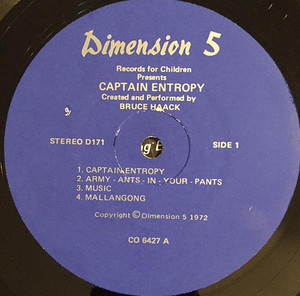 Dimension 5
Records for Children
Presents
CAPTAIN ENTROPY
Created and Performed by
BRUCE HAACK
STEREO D171
SIDE 1
1. CAPTAIN ENTROPY
2. ARMY - ANTS - IN - YOUR - PANTS
3. MUSIC
4. MALLANGONG
Copyright © Dimension 5 1972
CO 6427 A